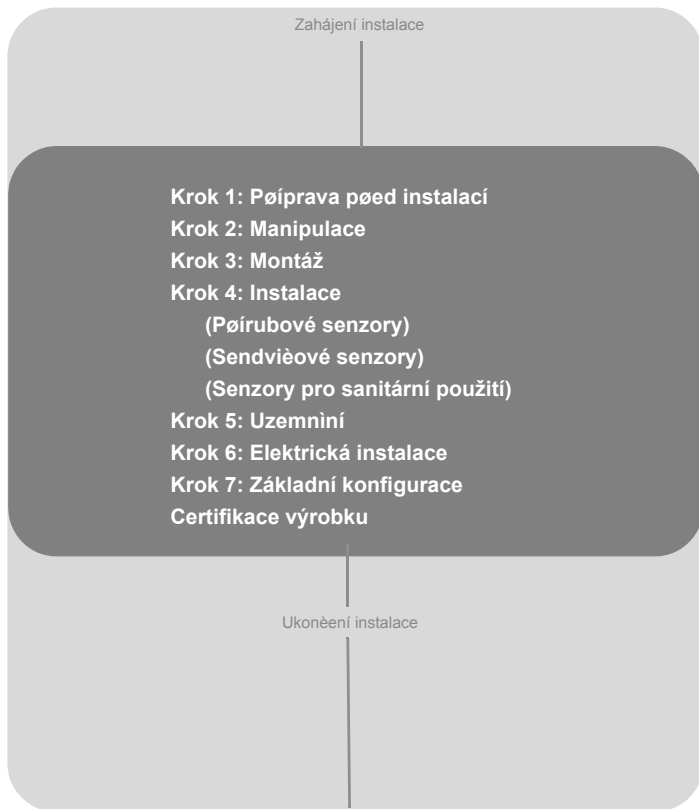 Zahájení instalace
Krok 1: Pøíprava pøed instalací
Krok 2: Manipulace
Krok 3: Montáž
Krok 4: Instalace
(Pøírubové senzory)
(Sendvièové senzory)
(Senzory pro sanitární použití)
Krok 5: Uzemnìní
Krok 6: Elektrická instalace
Krok 7: Základní konfigurace
Certifikace výrobku
Ukonèení instalace